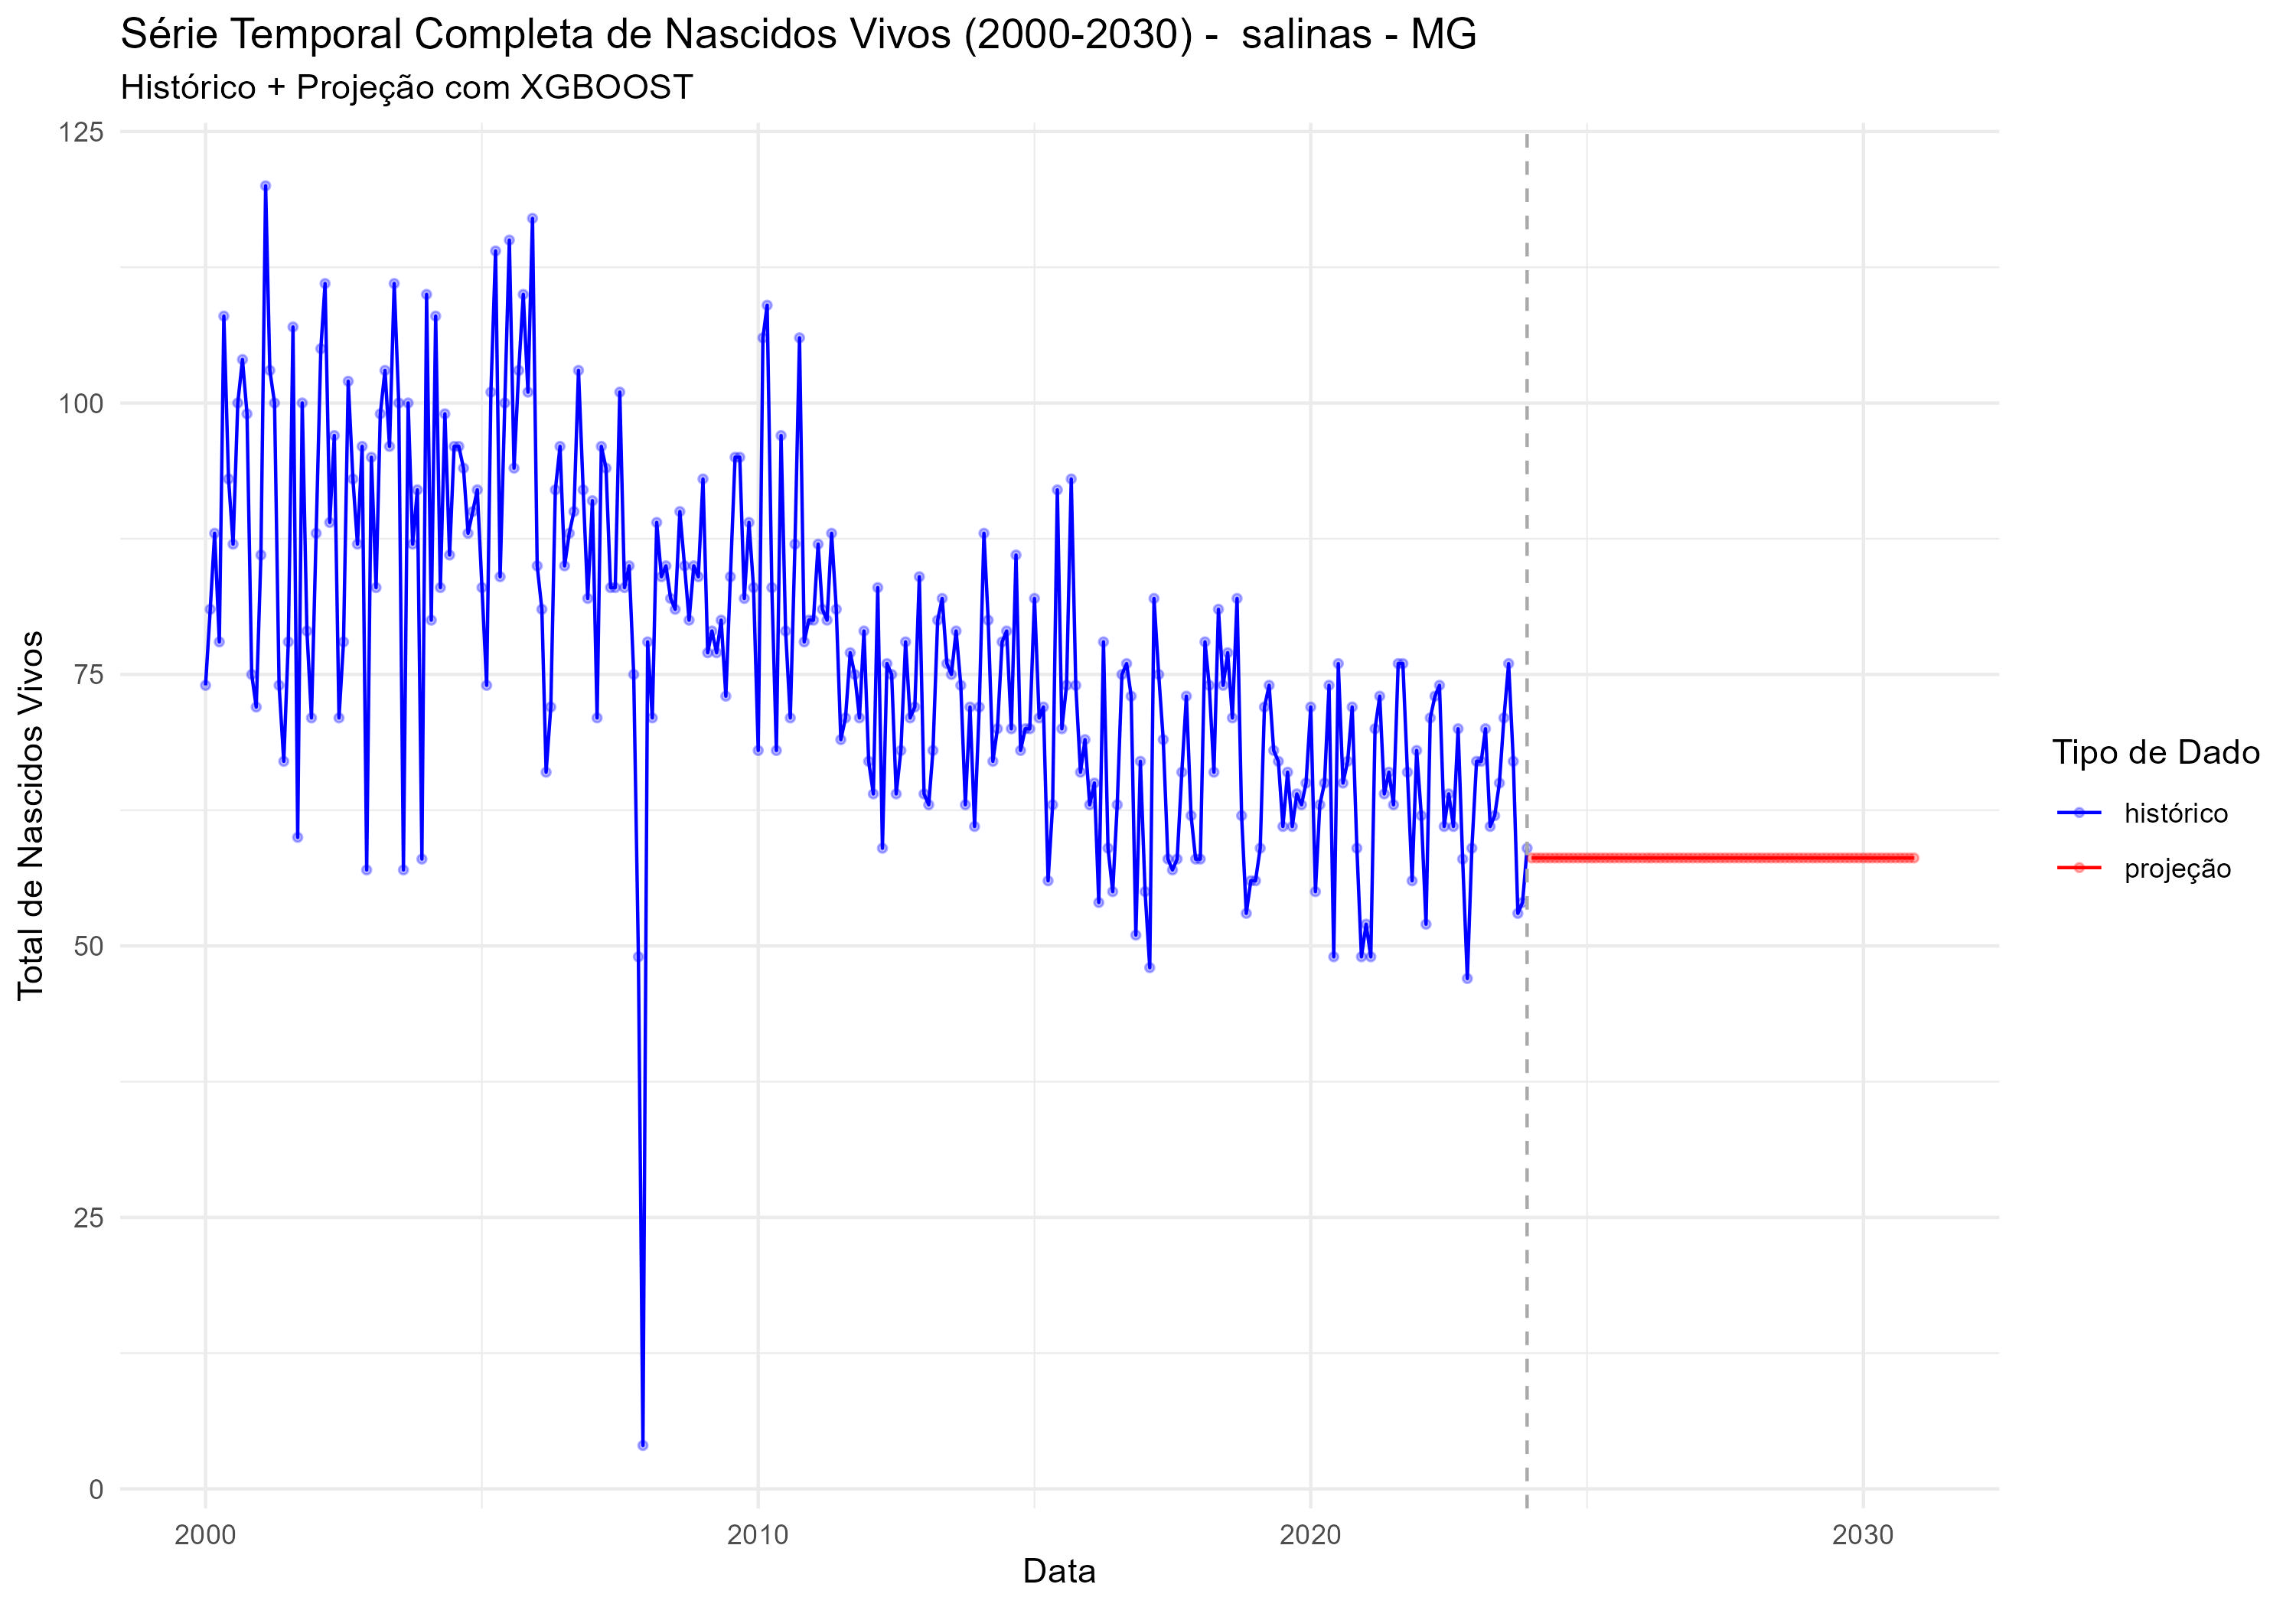 Série Temporal Completa de Nascidos Vivos (2000-2030) -  salinas - MG
Histórico + Projeção com XGBOOST
125
100
75
50
25
0
Total de Nascidos Vivos
2000
2010
2020
2030
Data
Tipo de Dado
histórico
projeção